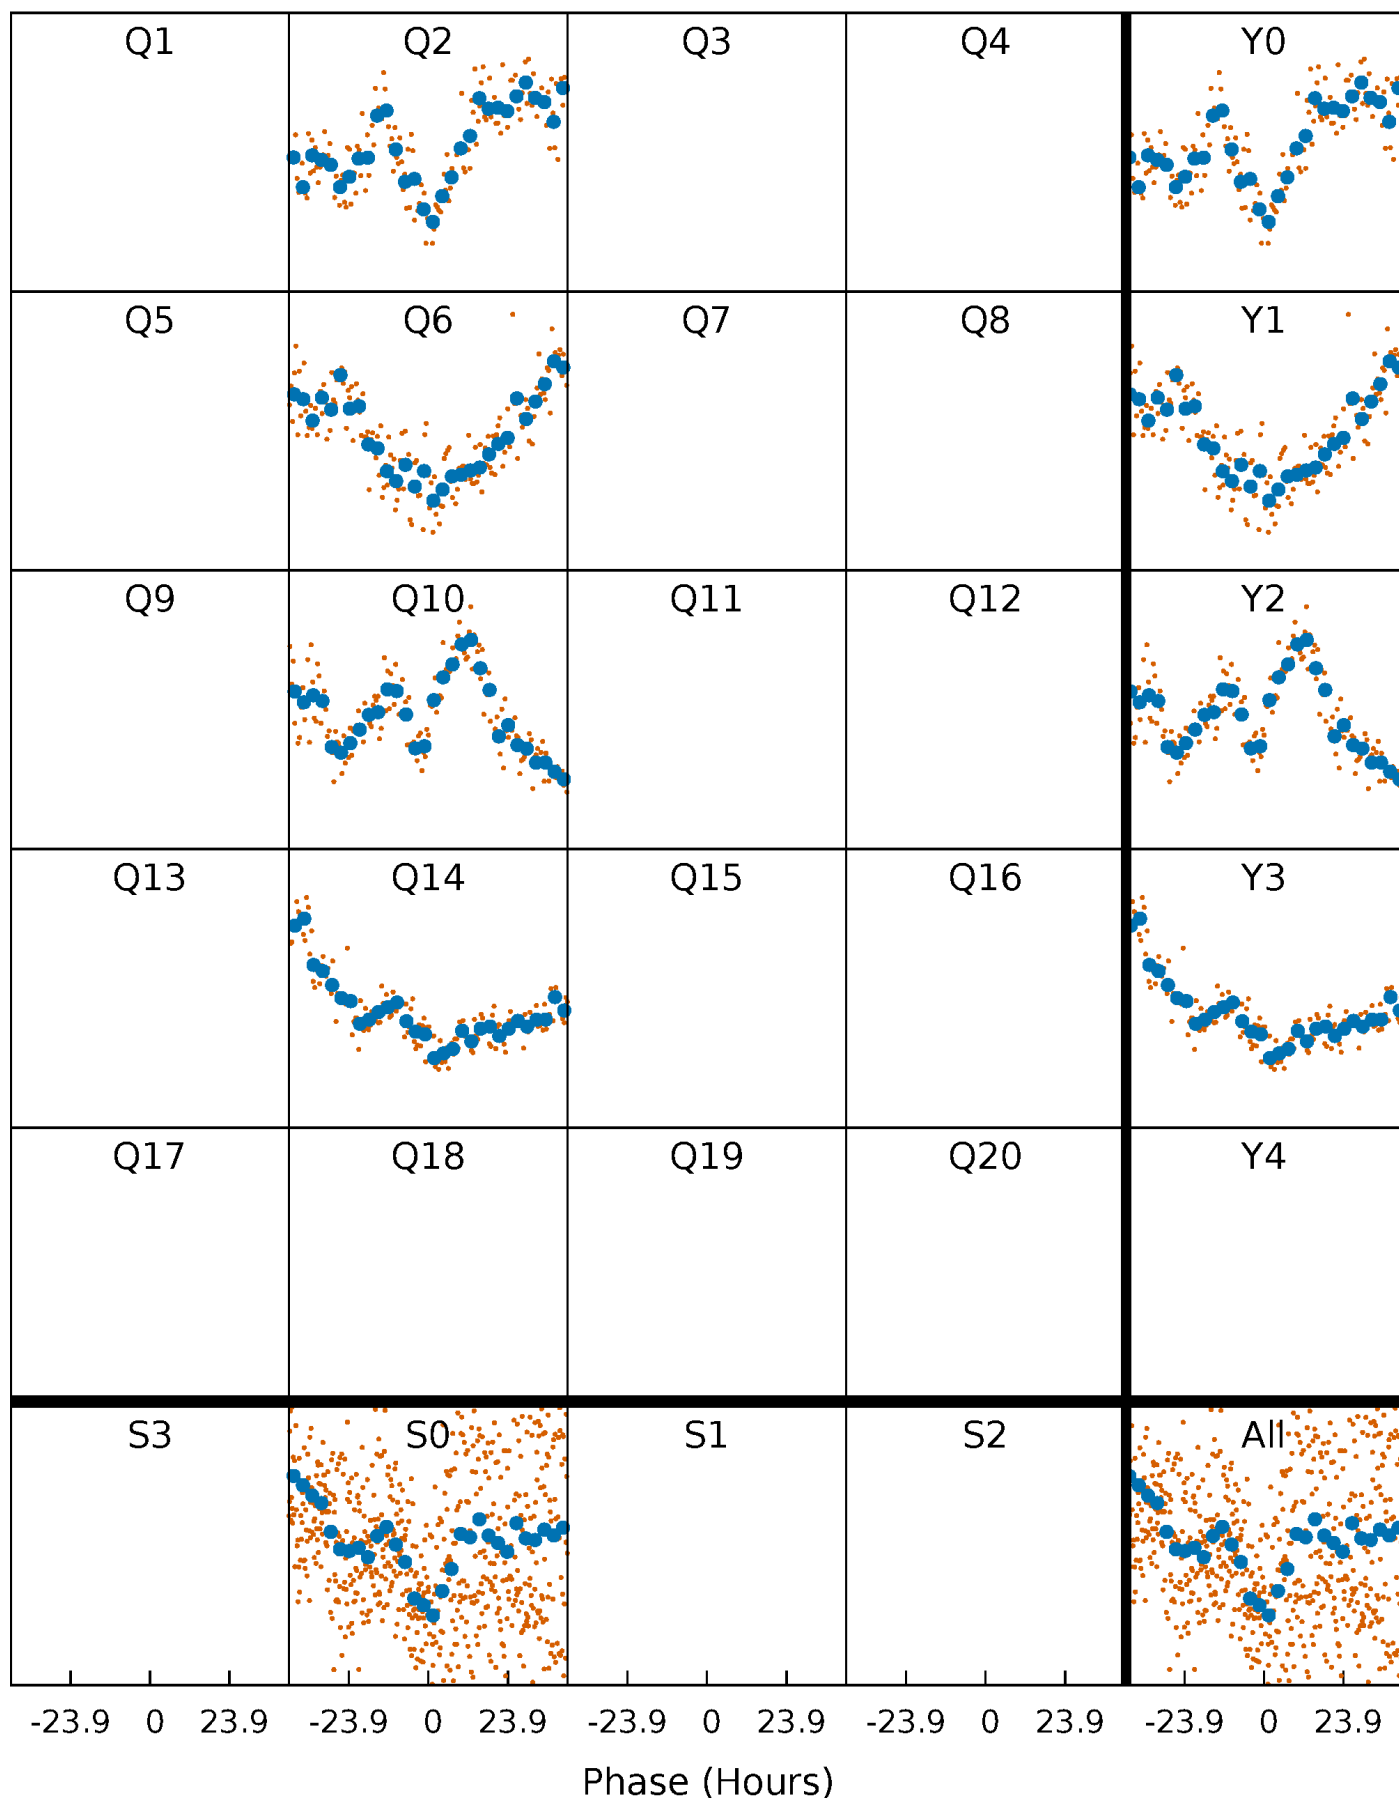 Q1 Q2 Q3 Q4 Y0
Q5 Q6 Q7 Q8 Y1
Q9 Q10 Q11 Q12 Y2
Q13 Q14 Q15 Q16 Y3
Q17 Q18 Q19 Q20 Y4
S3 S0 S1 S2 All
-23.9 0 23.9 -23.9 0 23.9 -23.9 0 23.9 -23.9 0 23.9 -23.9 0 23.9
Phase (Hours)